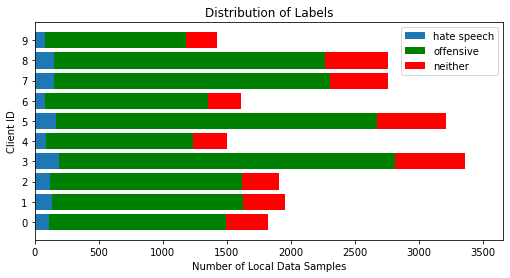 Distribution of Labels
hate speech
offensive
neither
Client ID
9
8
7
6
5
4
3
2
1
0
0 500 1000 1500 2000 2500 3000 3500
Number of Local Data Samples